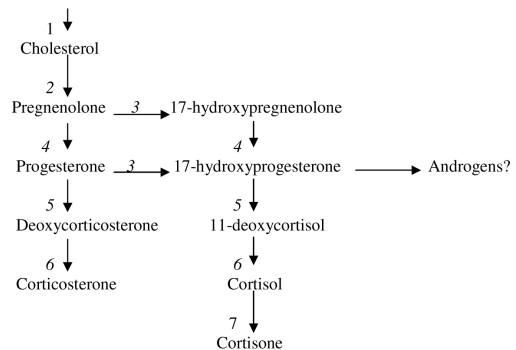 1
Cholesterol
2
Pregnenolone 3 17-hydroxypregnenolone
4 4
Progesterone 3 17-hydroxyprogesterone Androgens?
5 5
Deoxycorticosterone 11-deoxycortisol
6 6
Corticosterone Cortisol
7
Cortisone